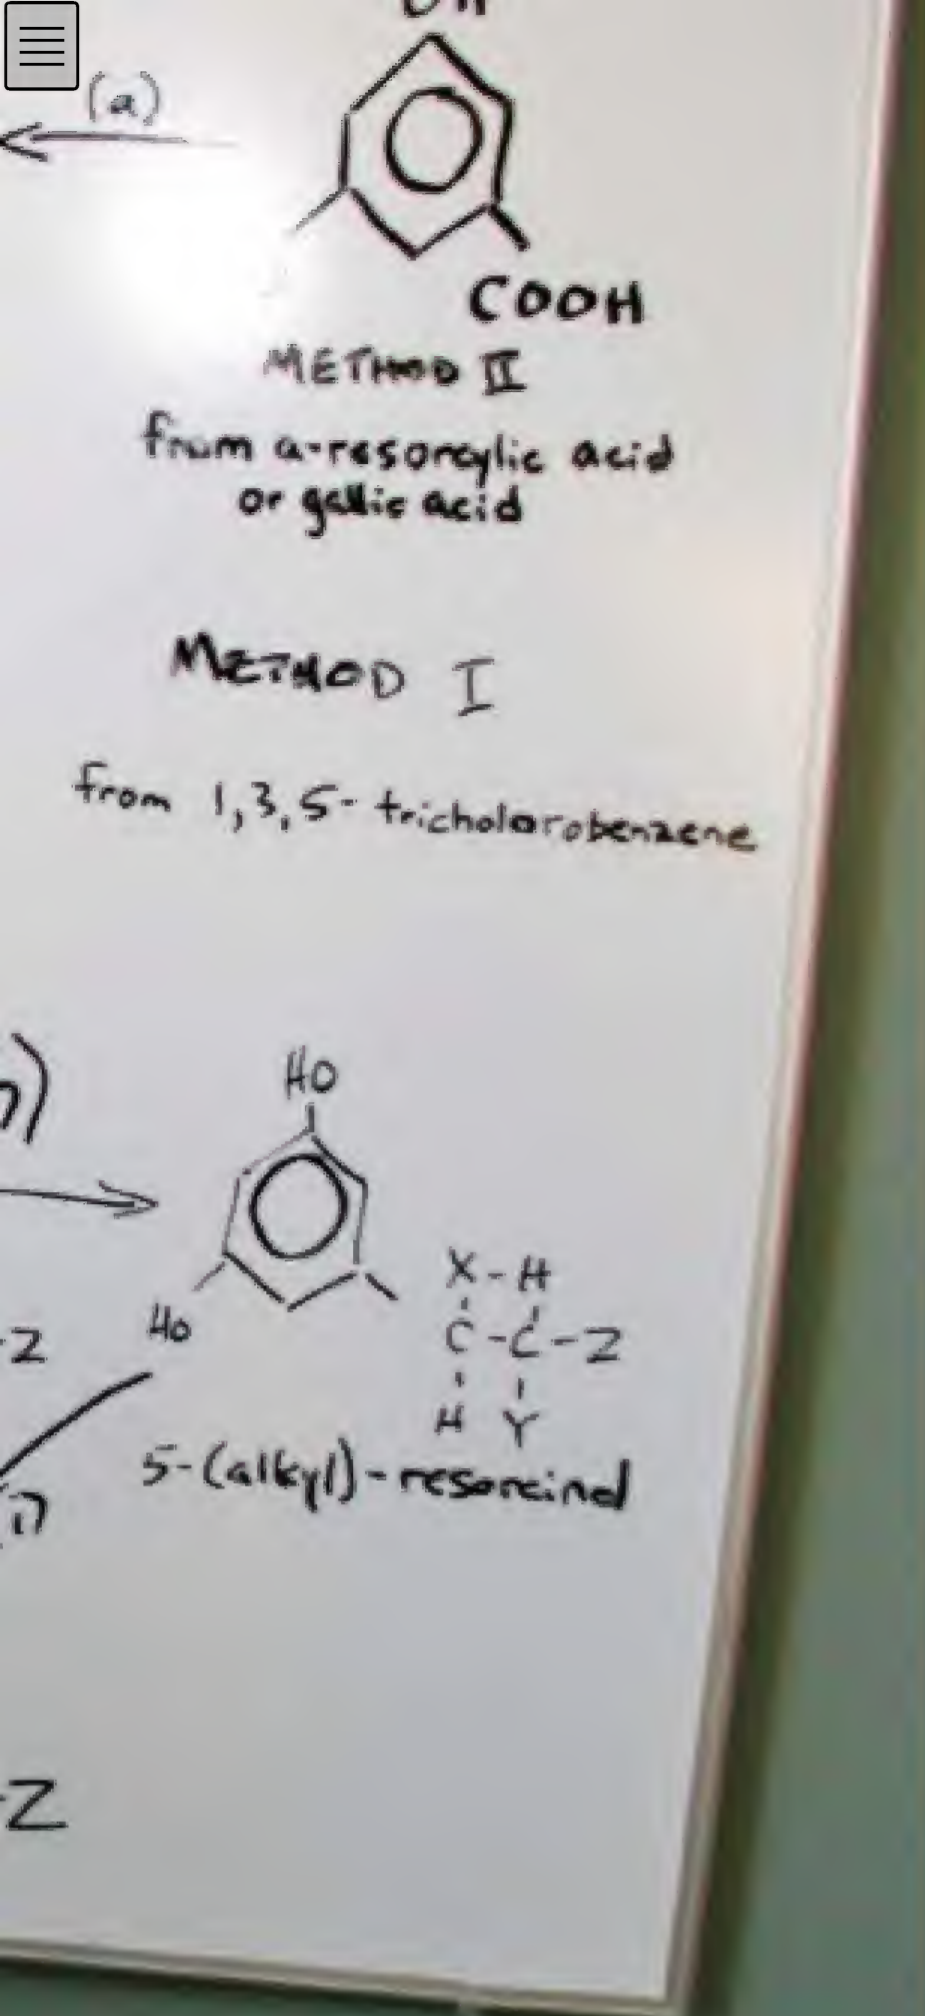 OH
(a)
COOH
METHOD II
from a-resorcylic acid
or gallic acid
METHOD I
from 1,3,5-tricholorobenzene
HO
X-H
HO
C-C-Z
-Z
H Y
5-(alkyl)-resorcinol
-Z